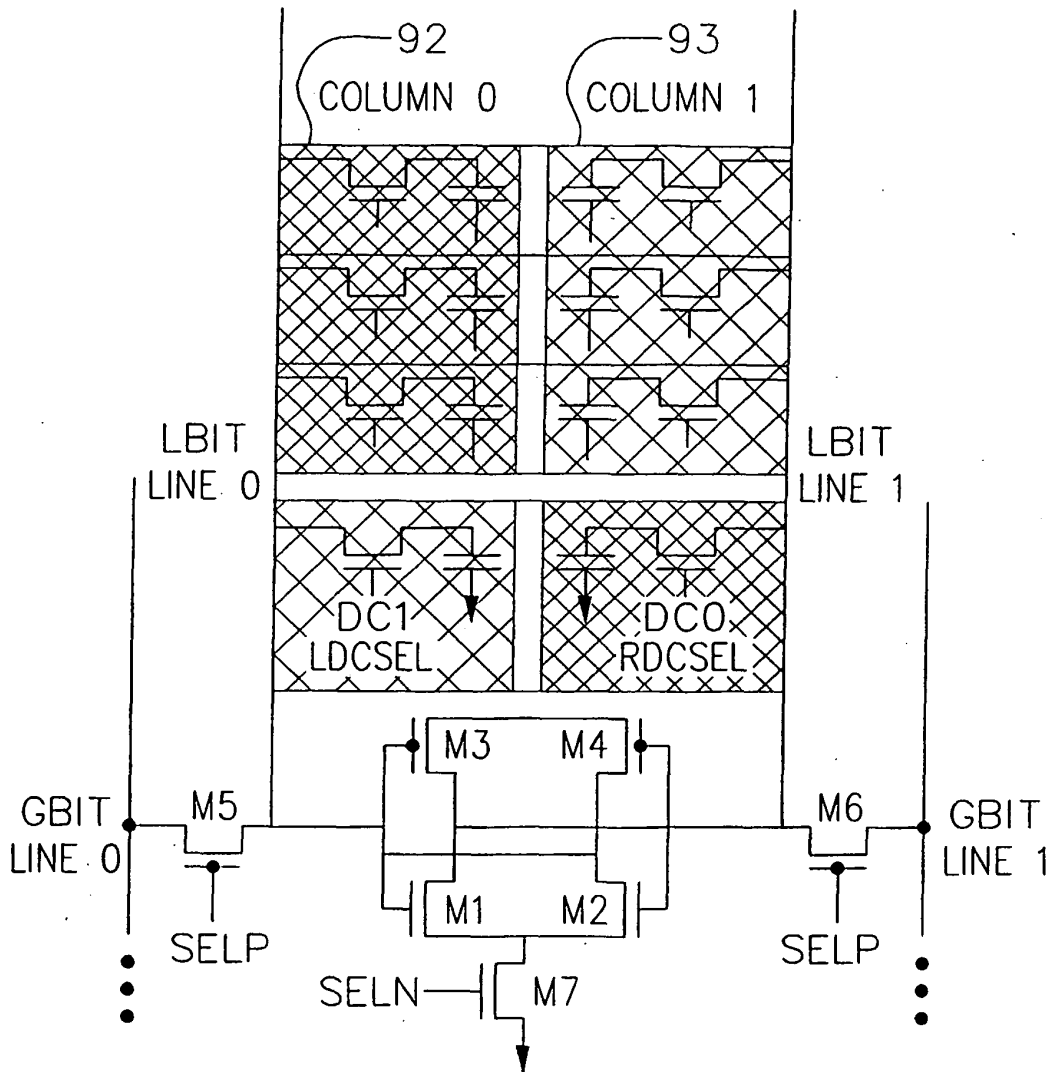 92
93
COLUMN 0
COLUMN 1
LBIT
LINE 0
LBIT
LINE 1
DC1
LDCSEL
DC0
RDCSEL
M3
M4
GBIT
LINE 0
M5
M6
GBIT
LINE 1
M1
M2
SELP
SELP
SELN
M7